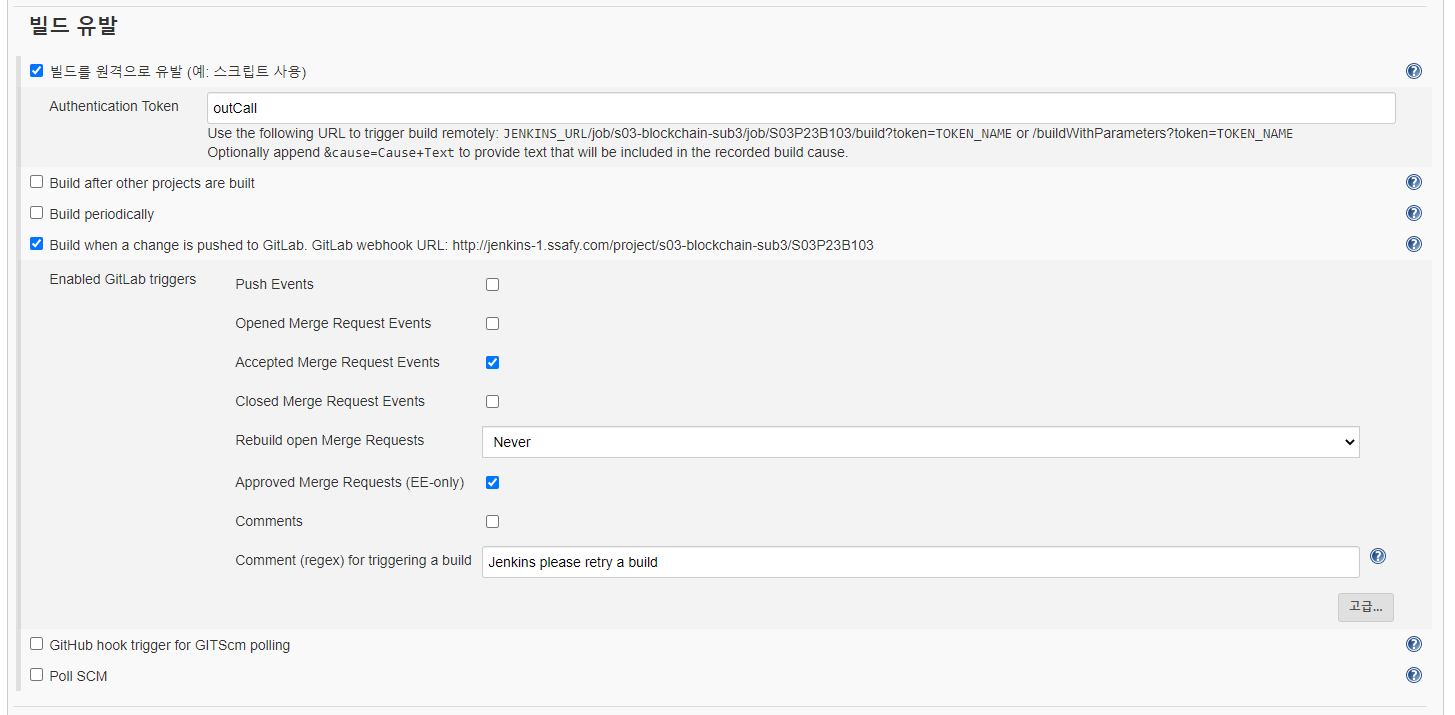 빌드 유발
빌드를 원격으로 유발 (예: 스크립트 사용)
Authentication Token
outCall
Use the following URL to trigger build remotely: JENKINS_URL/job/s03-blockchain-sub3/job/S03P23B103/build?token=TOKEN_NAME or /buildWithParameters?token=TOKEN_NAME
Optionally append &cause=Cause+Text to provide text that will be included in the recorded build cause.
Build after other projects are built
Build periodically
Build when a change is pushed to GitLab. GitLab webhook URL: http://jenkins-1.ssafy.com/project/s03-blockchain-sub3/S03P23B103
Enabled GitLab triggers
Push Events
Opened Merge Request Events
Accepted Merge Request Events
Closed Merge Request Events
Rebuild open Merge Requests
Never
Approved Merge Requests (EE-only)
Comments
Comment (regex) for triggering a build
Jenkins please retry a build
고급...
GitHub hook trigger for GITScm polling
Poll SCM